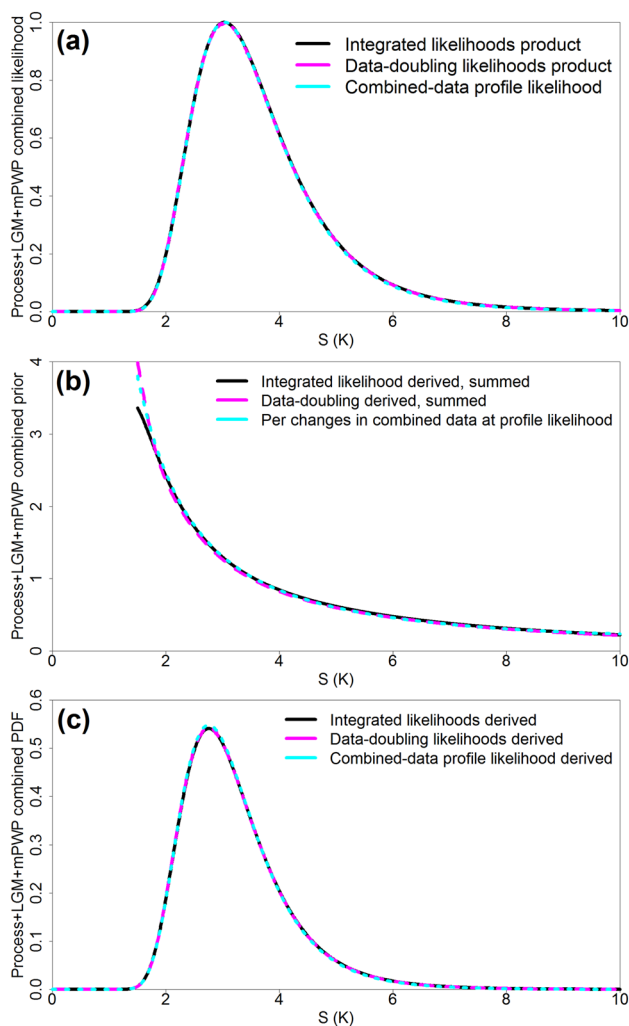 (a)
Integrated likelihoods product
Data-doubling likelihoods product
Combined-data profile likelihood
Process+LGM+mPWP combined likelihood
0.0 0.2 0.4 0.6 0.8 1.0
0 2 4 6 8 10
S (K)
(b)
Integrated likelihood derived, summed
Data-doubling derived, summed
Per changes in combined data at profile likelihood
Process+LGM+mPWP combined prior
0 1 2 3 4
0 2 4 6 8 10
S (K)
(c)
Integrated likelihoods derived
Data-doubling likelihoods derived
Combined-data profile likelihood derived
Process+LGM+mPWP combined PDF
0.0 0.1 0.2 0.3 0.4 0.5 0.6
0 2 4 6 8 10
S (K)